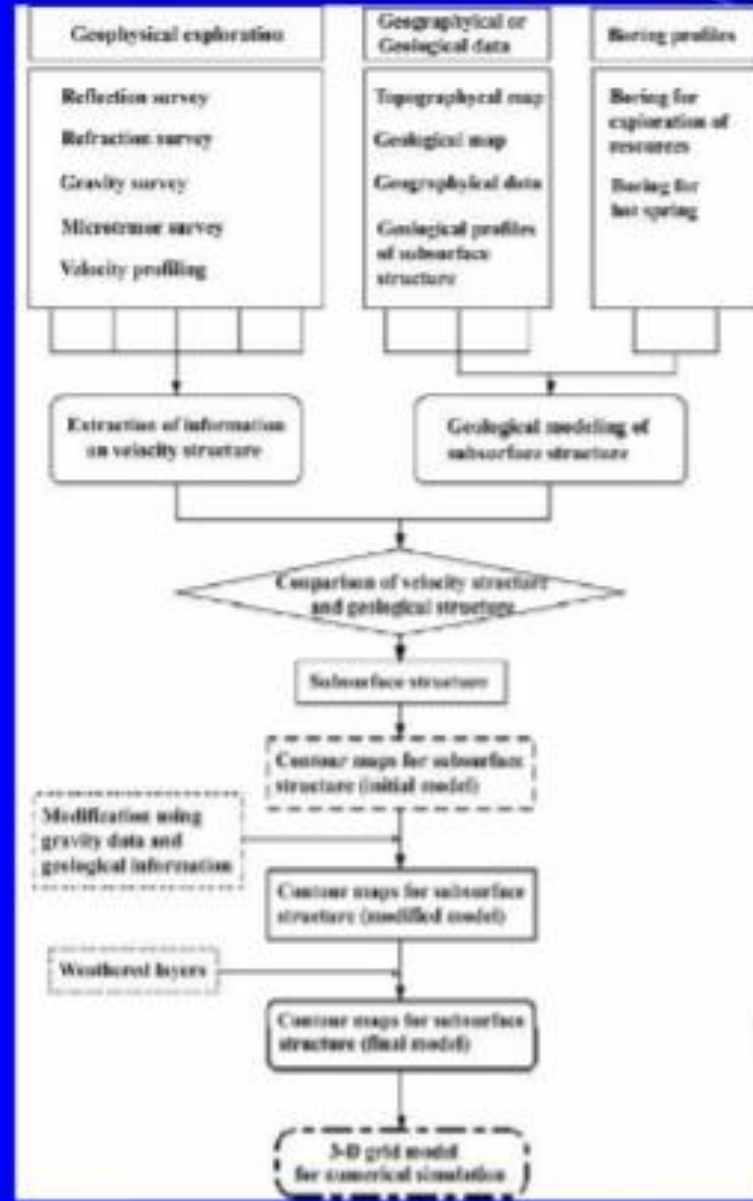 Geophysical exploration
Reflection survey
Refraction survey
Gravity survey
Microtremor survey
Velocity profiling
Geographyical or
Geological data
Topographycal map
Geological map
Geographyical data
Geological profiles
of subsurface
structure
Boring profiles
Boring for
exploration of
resources
Boring for
hot spring
Extraction of information
on velocity structure
Geological modeling of
subsorface structure
Comparison of velocity structure
and geological structure
Subsurface structure
Contour maps for subsurface
structure (initial model)
Modification using
gravity data and
geological information
Contour maps for subsurface
structure (modified model)
Weathered layers
Contour maps for subsurface
structure (final model)
3-D grid model
for numerical simulation